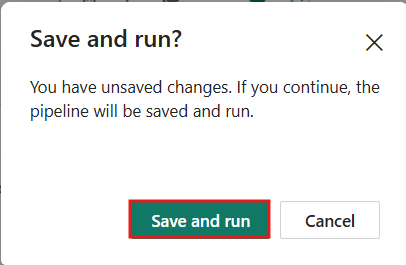 Save and run?
You have unsaved changes. If you continue, the
pipeline will be saved and run.
Save and run
Cancel